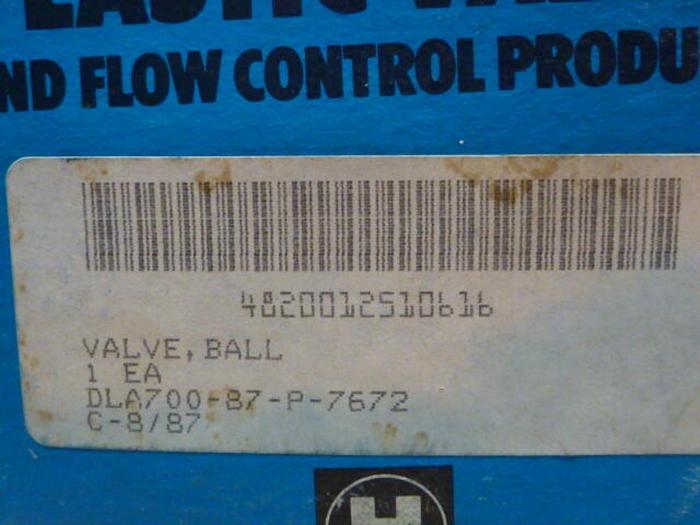 ND FLOW CONTROL PRODU
4820012510616
VALVE, BALL
1 EA
DLA700-87-P-7672
C-8/87
H